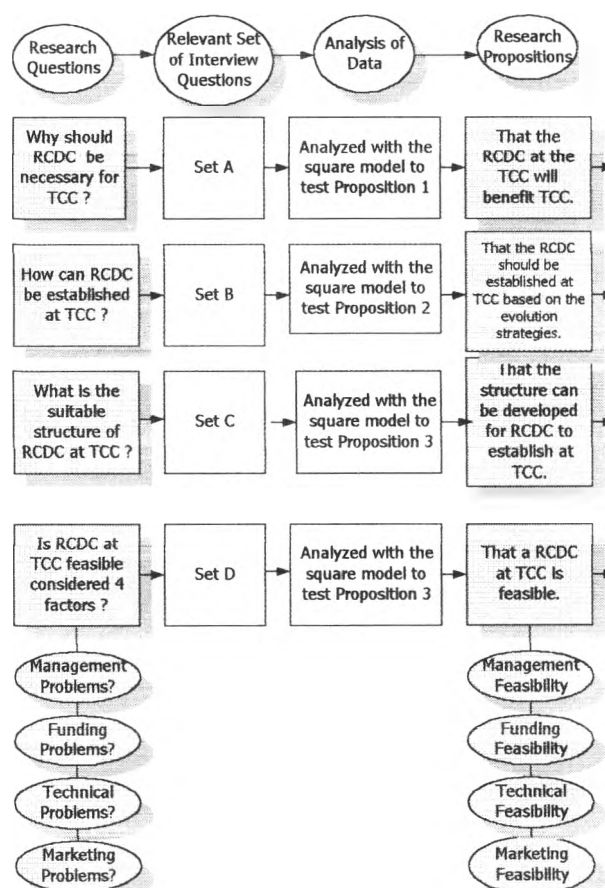 Research
Questions
Relevant Set
of Interview
Questions
Analysis of
Data
Research
Propositions
Why should
RCDC be
necessary for
TCC ?
Set A
Analyzed with the
square model to
test Proposition 1
That the
RCDC at the
TCC will
benefit TCC.
How can RCDC
be established
at TCC ?
Set B
Analyzed with the
square model to
test Proposition 2
That the RCDC
should be
established at
TCC based on the
evolution
strategies.
What is the
suitable
structure of
RCDC at TCC ?
Set C
Analyzed with the
square model to
test Proposition 3
That the
structure can
be developed
for RCDC to
establish at
TCC.
Is RCDC at
TCC feasible
considered 4
factors ?
Set D
Analyzed with the
square model to
test Proposition 3
That a RCDC
at TCC is
feasible.
Management
Problems?
Funding
Problems?
Technical
Problems?
Marketing
Problems?
Management
Feasibility
Funding
Feasibility
Technical
Feasibility
Marketing
Feasibility